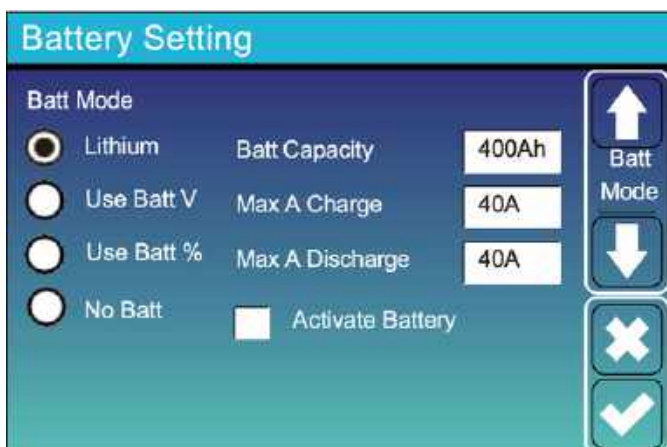 Battery Setting
Batt Mode
Lithium
Batt Capacity 400Ah
Use Batt V
Max A Charge 40A
Use Batt %
Max A Discharge 40A
No Batt
Activate Battery
Batt
Mode